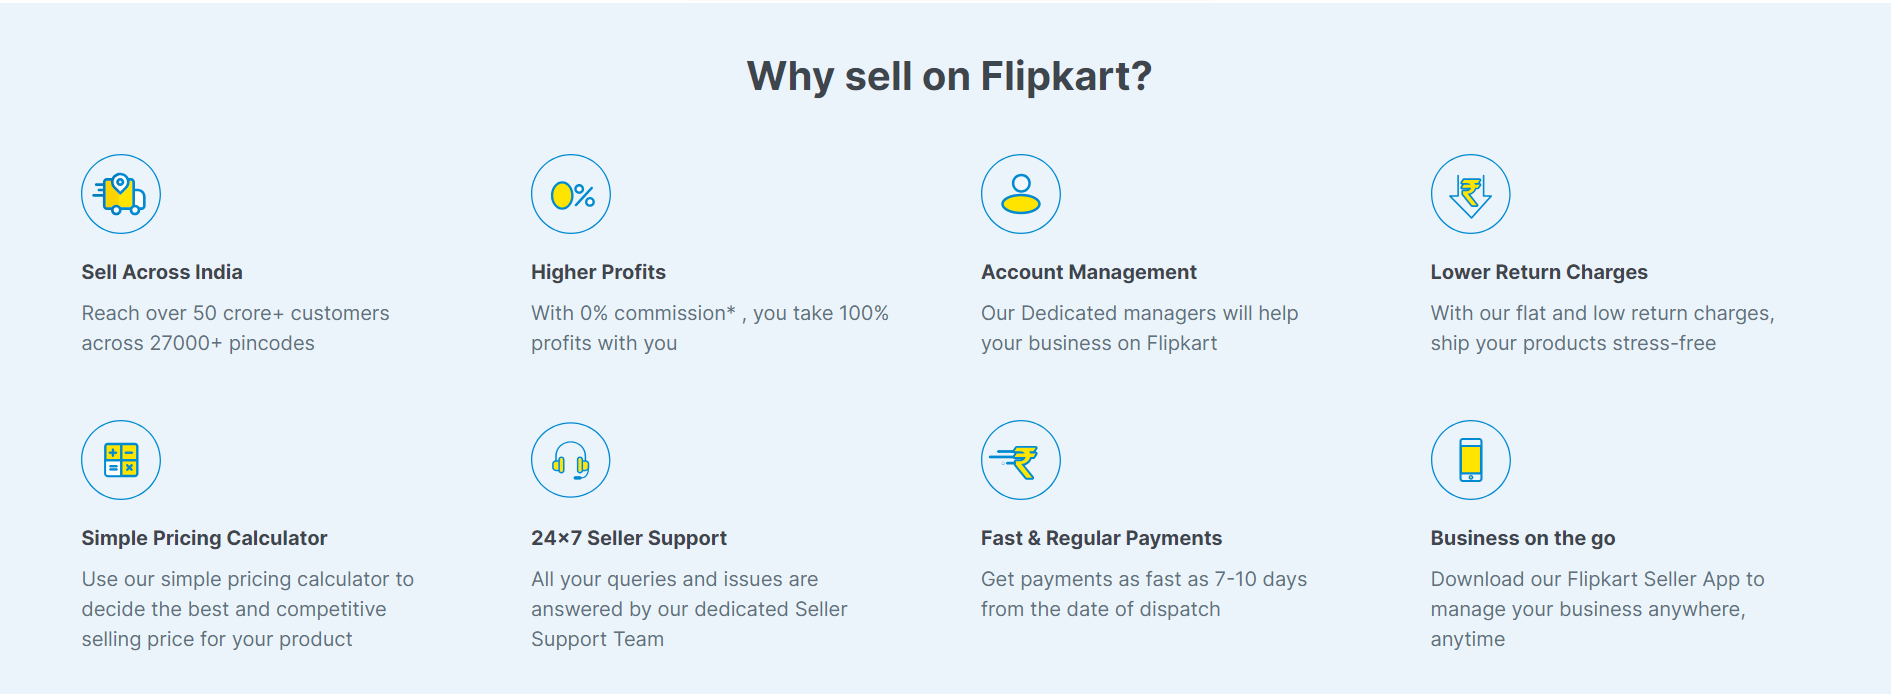 Why sell on Flipkart?
0%
Sell Across India
Reach over 50 crore+ customers
across 27000+ pincodes
Higher Profits
With 0% commission* , you take 100%
profits with you
Account Management
Our Dedicated managers will help
your business on Flipkart
₹
Lower Return Charges
With our flat and low return charges,
ship your products stress-free
Simple Pricing Calculator
Use our simple pricing calculator to
decide the best and competitive
selling price for your product
24×7 Seller Support
All your queries and issues are
answered by our dedicated Seller
Support Team
₹
Fast & Regular Payments
Get payments as fast as 7-10 days
from the date of dispatch
Business on the go
Download our Flipkart Seller App to
manage your business anywhere,
anytime